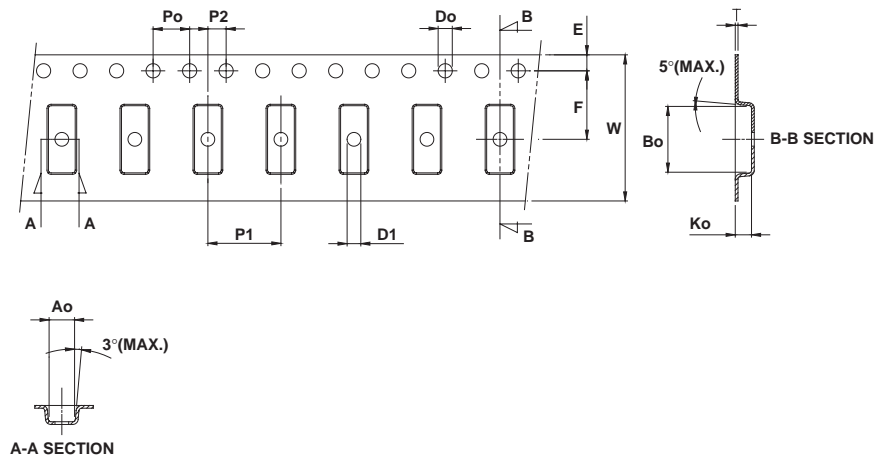 Po P2 Do B E T
5°(MAX.)
F W Bo B-B SECTION
A A P1 D1 B Ko
Ao
3°(MAX.)
A-A SECTION